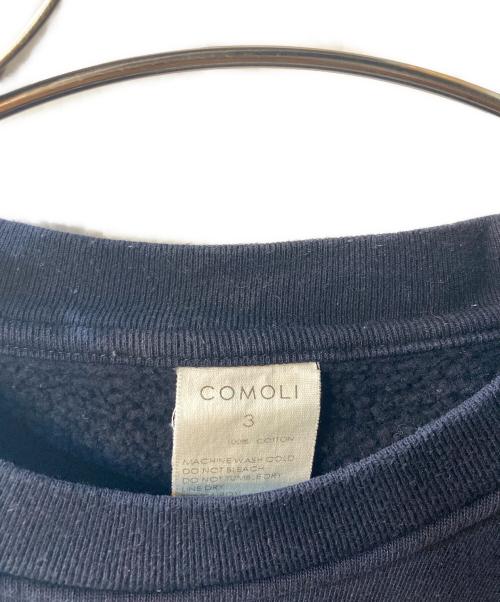 COMOLI
3
100% COTTON
MACHINE WASH COLD
DO NOT BLEACH
DO NOT TUMBLE DRY
LINE DRY